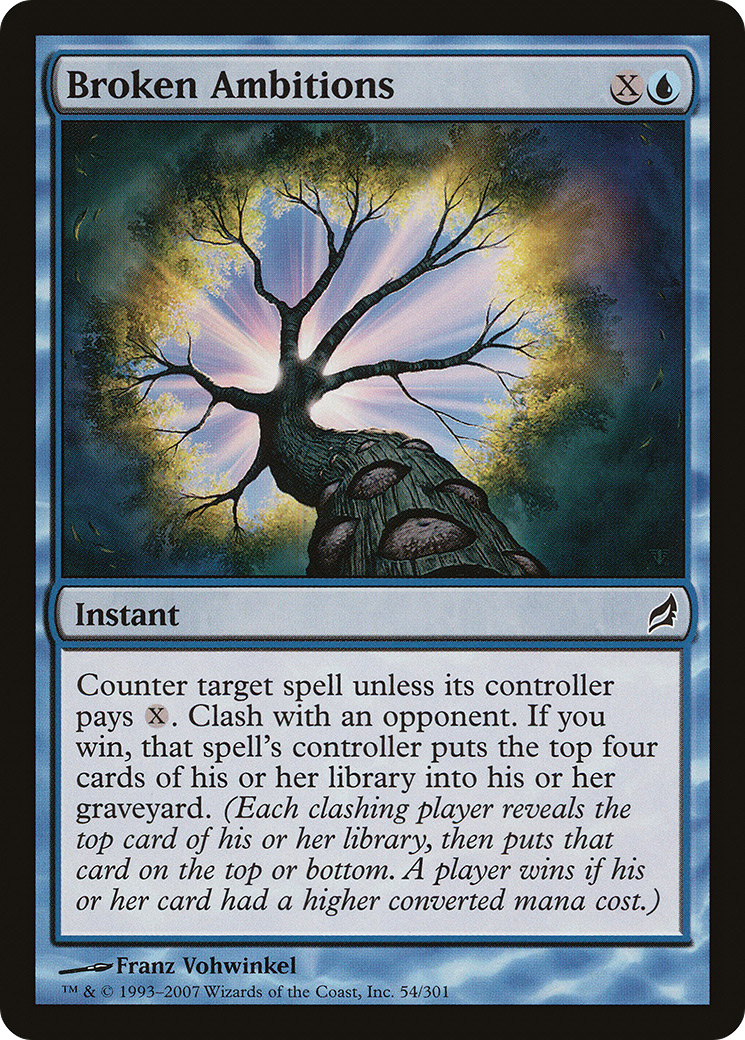 Broken Ambitions X
Instant
Counter target spell unless its controller
pays X. Clash with an opponent. If you
win, that spell's controller puts the top four
cards of his or her library into his or her
graveyard. (Each clashing player reveals the
top card of his or her library, then puts that
card on the top or bottom. A player wins if his
or her card had a higher converted mana cost.)
Franz Vohwinkel
™ & © 1993–2007 Wizards of the Coast, Inc. 54/301